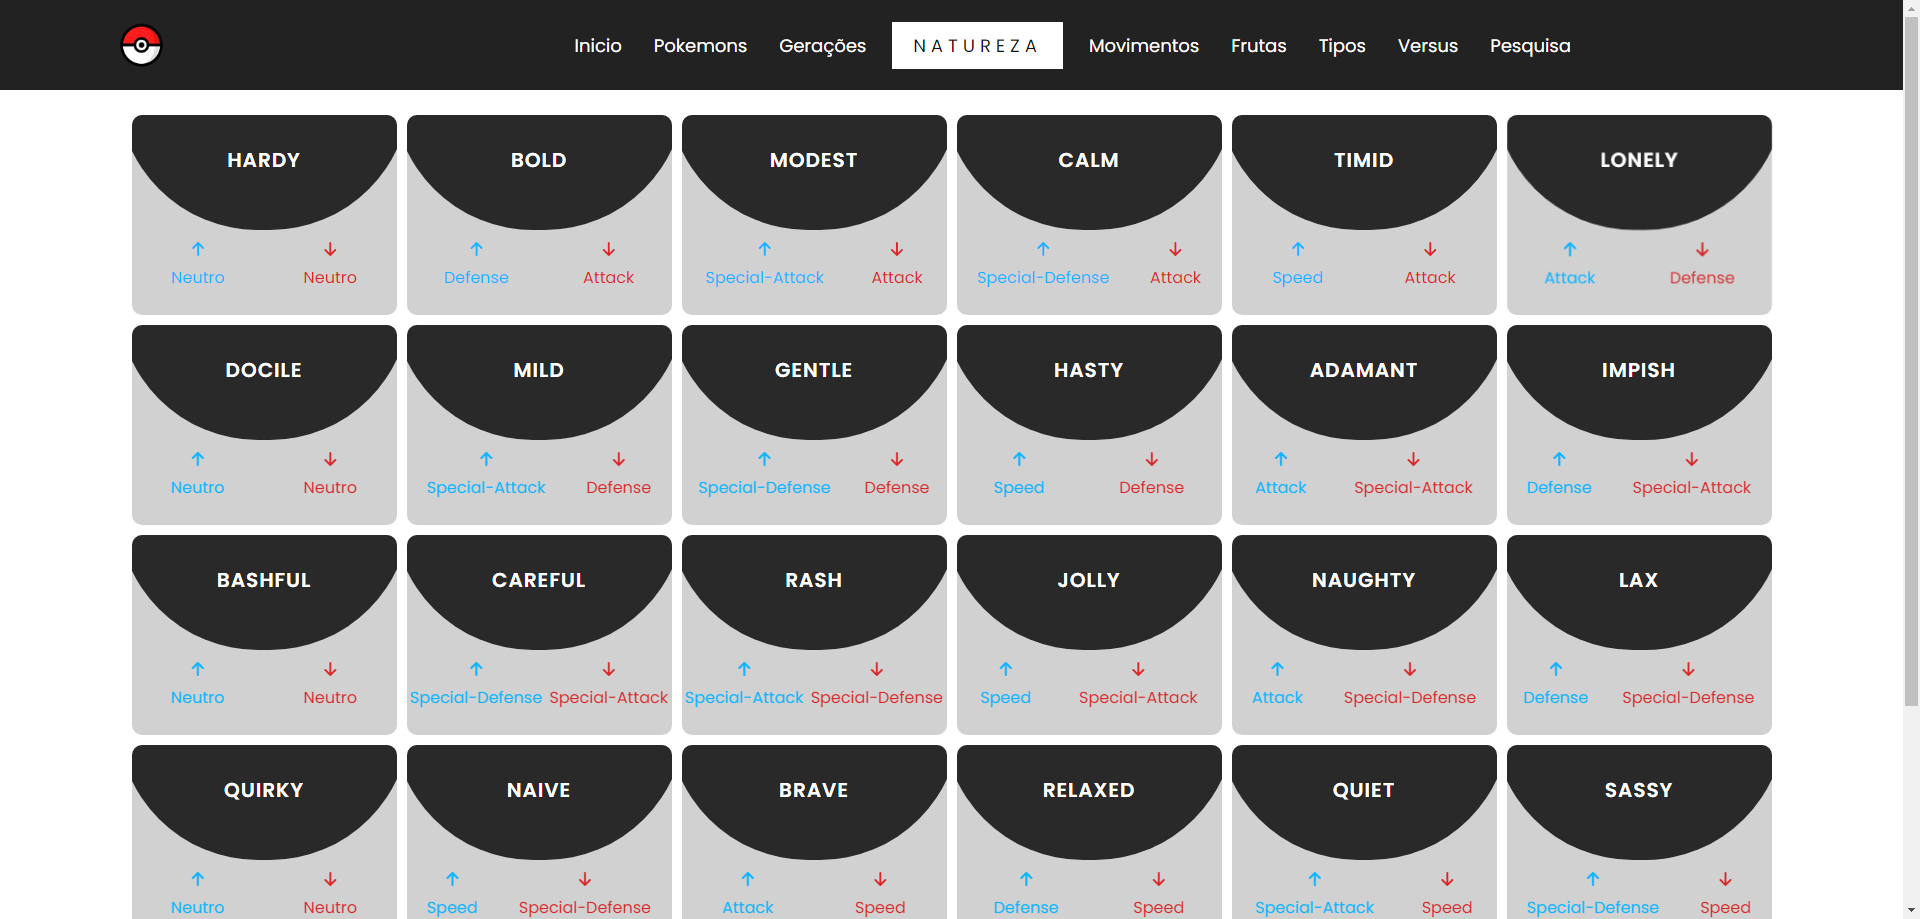 Inicio Pokemons Gerações NATUREZA Movimentos Frutas Tipos Versus Pesquisa
HARDY BOLD MODEST CALM TIMID LONELY
↑ ↓ ↑ ↓ ↑ ↓ ↑ ↓ ↑ ↓ ↑ ↓
Neutro Neutro Defense Attack Special-Attack Attack Special-Defense Attack Speed Attack Attack Defense
DOCILE MILD GENTLE HASTY ADAMANT IMPISH
↑ ↓ ↑ ↓ ↑ ↓ ↑ ↓ ↑ ↓ ↑ ↓
Neutro Neutro Special-Attack Defense Special-Defense Defense Speed Defense Attack Special-Attack Defense Special-Attack
BASHFUL CAREFUL RASH JOLLY NAUGHTY LAX
↑ ↓ ↑ ↓ ↑ ↓ ↑ ↓ ↑ ↓ ↑ ↓
Neutro Neutro Special-Defense Special-Attack Special-Attack Special-Defense Speed Special-Attack Attack Special-Defense Defense Special-Defense
QUIRKY NAIVE BRAVE RELAXED QUIET SASSY
↑ ↓ ↑ ↓ ↑ ↓ ↑ ↓ ↑ ↓ ↑ ↓
Neutro Neutro Speed Special-Defense Attack Speed Defense Speed Special-Attack Speed Special-Defense Speed